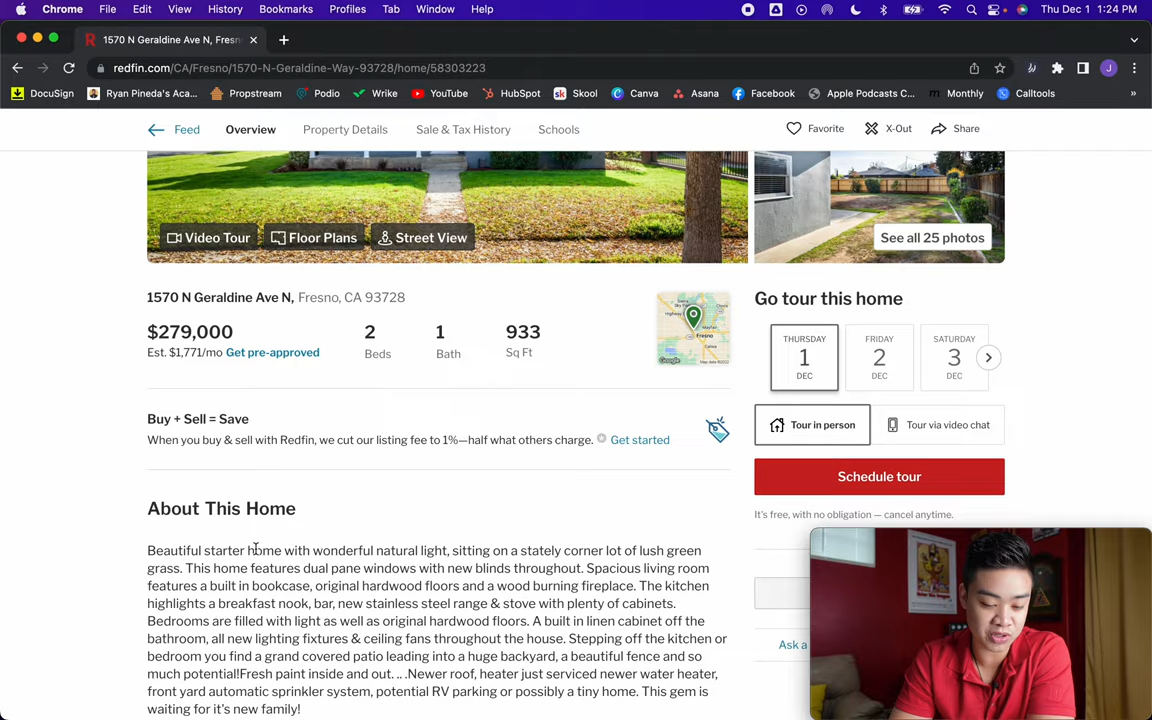 Chrome File Edit View History Bookmarks Profiles Tab Window Help Thu Dec 1 1:24 PM
1570 N Geraldine Ave N, Fresn
redfin.com/CA/Fresno/1570-N-Geraldine-Way-93728/home/58303223
DocuSign Ryan Pineda's Aca... Propstream Podio Wrike YouTube HubSpot Skool Canva Asana Facebook Apple Podcasts C... Monthly Calltools »
Feed Overview Property Details Sale & Tax History Schools Favorite X-Out Share
Video Tour Floor Plans Street View See all 25 photos
1570 N Geraldine Ave N, Fresno, CA 93728
$279,000 2 1 933
Est. $1,771/mo Get pre-approved Beds Bath Sq Ft
Google
Fresno
Buy + Sell = Save
When you buy & sell with Redfin, we cut our listing fee to 1%—half what others charge. Get started
About This Home
Beautiful starter home with wonderful natural light, sitting on a stately corner lot of lush green
grass. This home features dual pane windows with new blinds throughout. Spacious living room
features a built in bookcase, original hardwood floors and a wood burning fireplace. The kitchen
highlights a breakfast nook, bar, new stainless steel range & stove with plenty of cabinets.
Bedrooms are filled with light as well as original hardwood floors. A built in linen cabinet off the
bathroom, all new lighting fixtures & ceiling fans throughout the house. Stepping off the kitchen or
bedroom you find a grand covered patio leading into a huge backyard, a beautiful fence and so
much potential!Fresh paint inside and out. .. .Newer roof, heater just serviced newer water heater,
front yard automatic sprinkler system, potential RV parking or possibly a tiny home. This gem is
waiting for it's new family!
Go tour this home
THURSDAY FRIDAY SATURDAY
1 2 3
DEC DEC DEC
Tour in person Tour via video chat
Schedule tour
It's free, with no obligation — cancel anytime.
Ask a